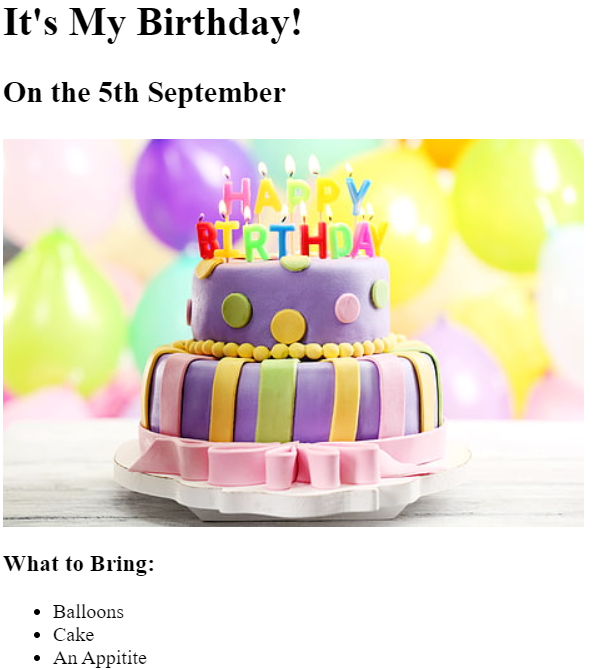 It's My Birthday!
On the 5th September
HAPPY
BIRTHDAY
What to Bring:
Balloons
Cake
An Appitite